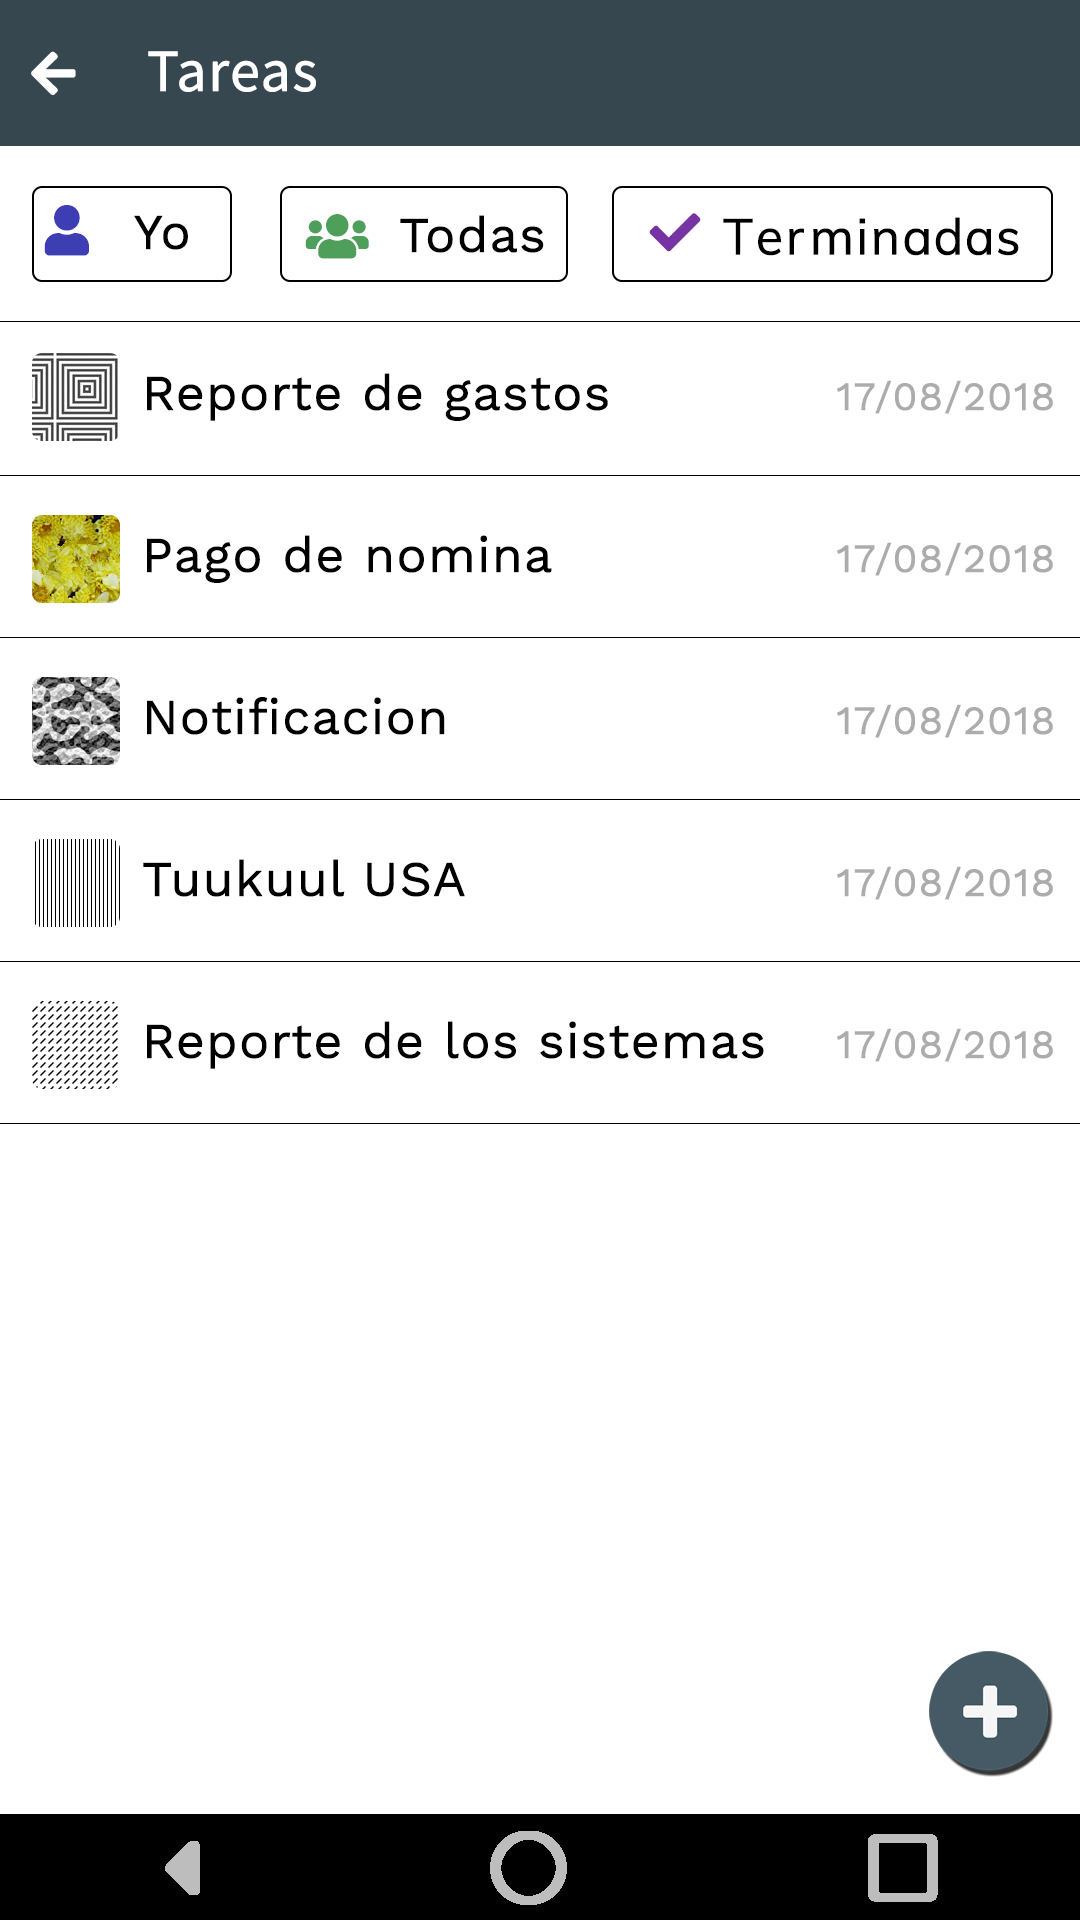 Tareas
Yo
Todas
Terminadas
Reporte de gastos
17/08/2018
Pago de nomina
17/08/2018
Notificacion
17/08/2018
Tuukuul USA
17/08/2018
Reporte de los sistemas
17/08/2018